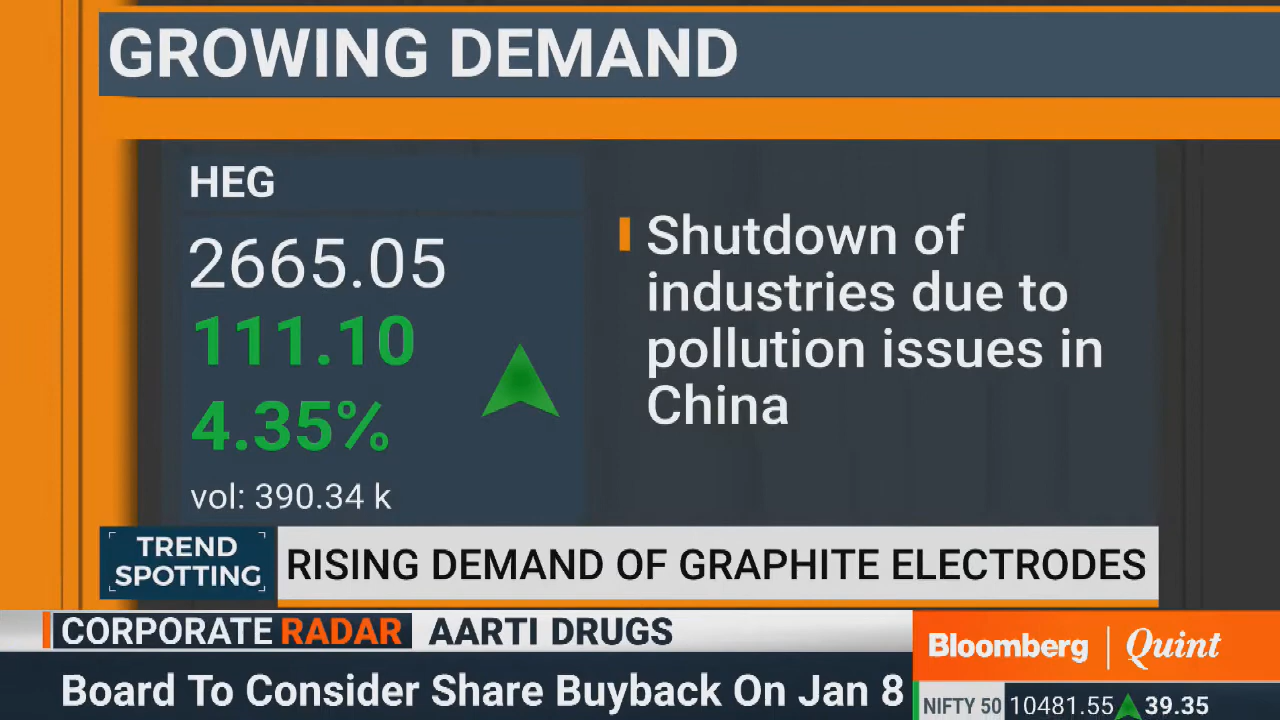 GROWING DEMAND
HEG
2665.05
111.10
4.35%
vol: 390.34 k
Shutdown of
industries due to
pollution issues in
China
TREND
SPOTTING
RISING DEMAND OF GRAPHITE ELECTRODES
CORPORATE RADAR AARTI DRUGS
Board To Consider Share Buyback On Jan 8
Bloomberg | Quint
NIFTY 50 10481.55 39.35